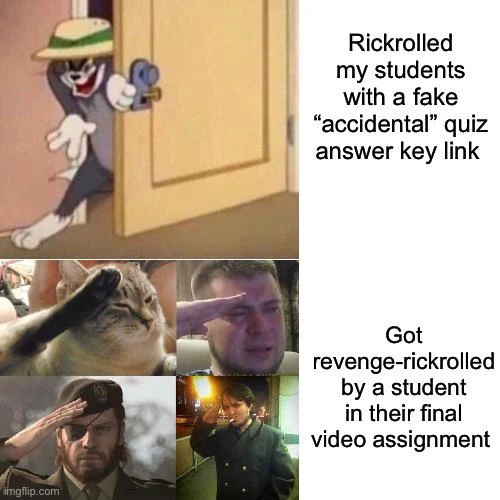 Rickrolled
my students
with a fake
“accidental” quiz
answer key link
Got
revenge-rickrolled
by a student
in their final
video assignment
imgflip.com